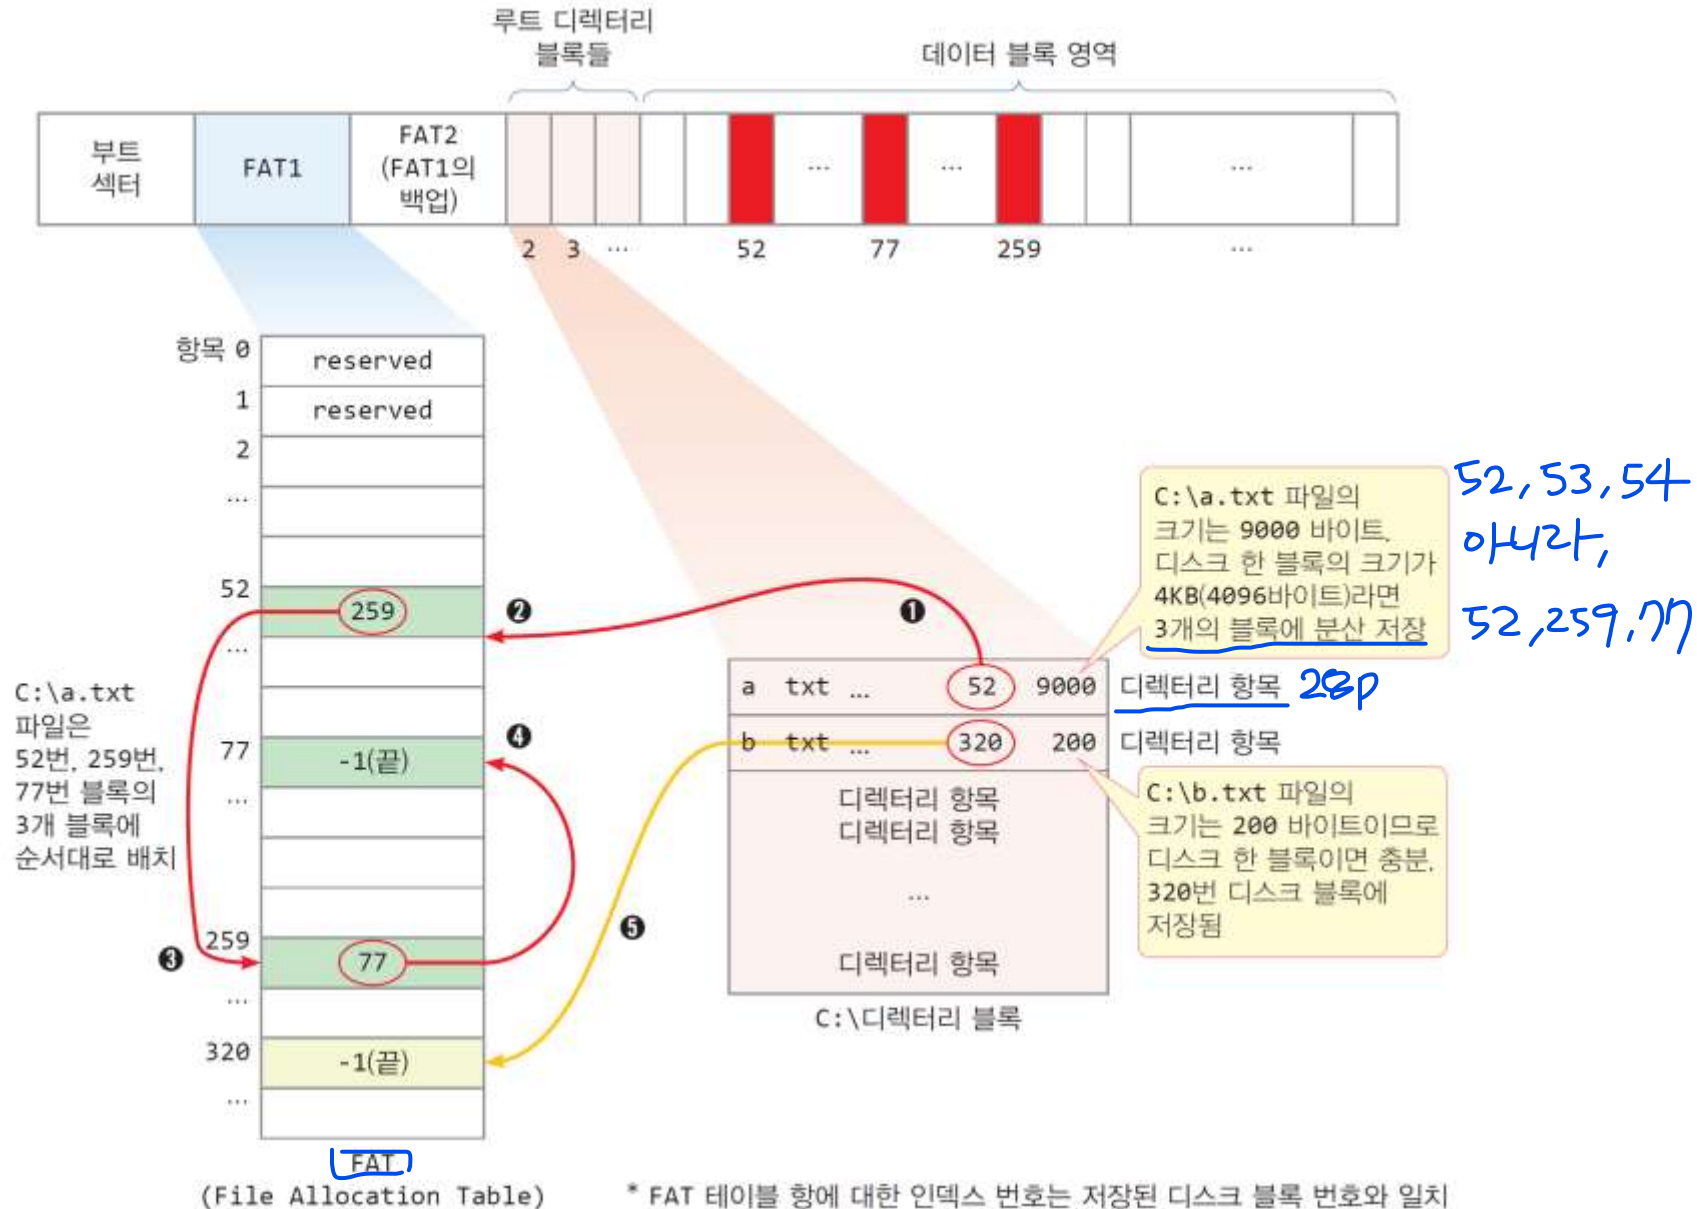 루트 디렉터리
블록들
데이터 블록 영역
부트
섹터
FAT1
FAT2
(FAT1의
백업)
...
...
...
2
3
...
52
77
259
...
항목 0
reserved
1
reserved
2
...
52
259
...
77
-1(끝)
...
259
77
...
320
-1(끝)
...
FAT
(File Allocation Table)
C:\a.txt
파일은
52번, 259번,
77번 블록의
3개 블록에
순서대로 배치
❶
❷
❸
❹
❺
C:\a.txt 파일의
크기는 9000 바이트.
디스크 한 블록의 크기가
4KB(4096바이트)라면
3개의 블록에 분산 저장
52, 53, 54
아니라,
52, 259, 77
a txt ... 52 9000
디렉터리 항목
28p
b txt ... 320 200
디렉터리 항목
디렉터리 항목
디렉터리 항목
...
디렉터리 항목
C:\디렉터리 블록
C:\b.txt 파일의
크기는 200 바이트이므로
디스크 한 블록이면 충분.
320번 디스크 블록에
저장됨
* FAT 테이블 항에 대한 인덱스 번호는 저장된 디스크 블록 번호와 일치